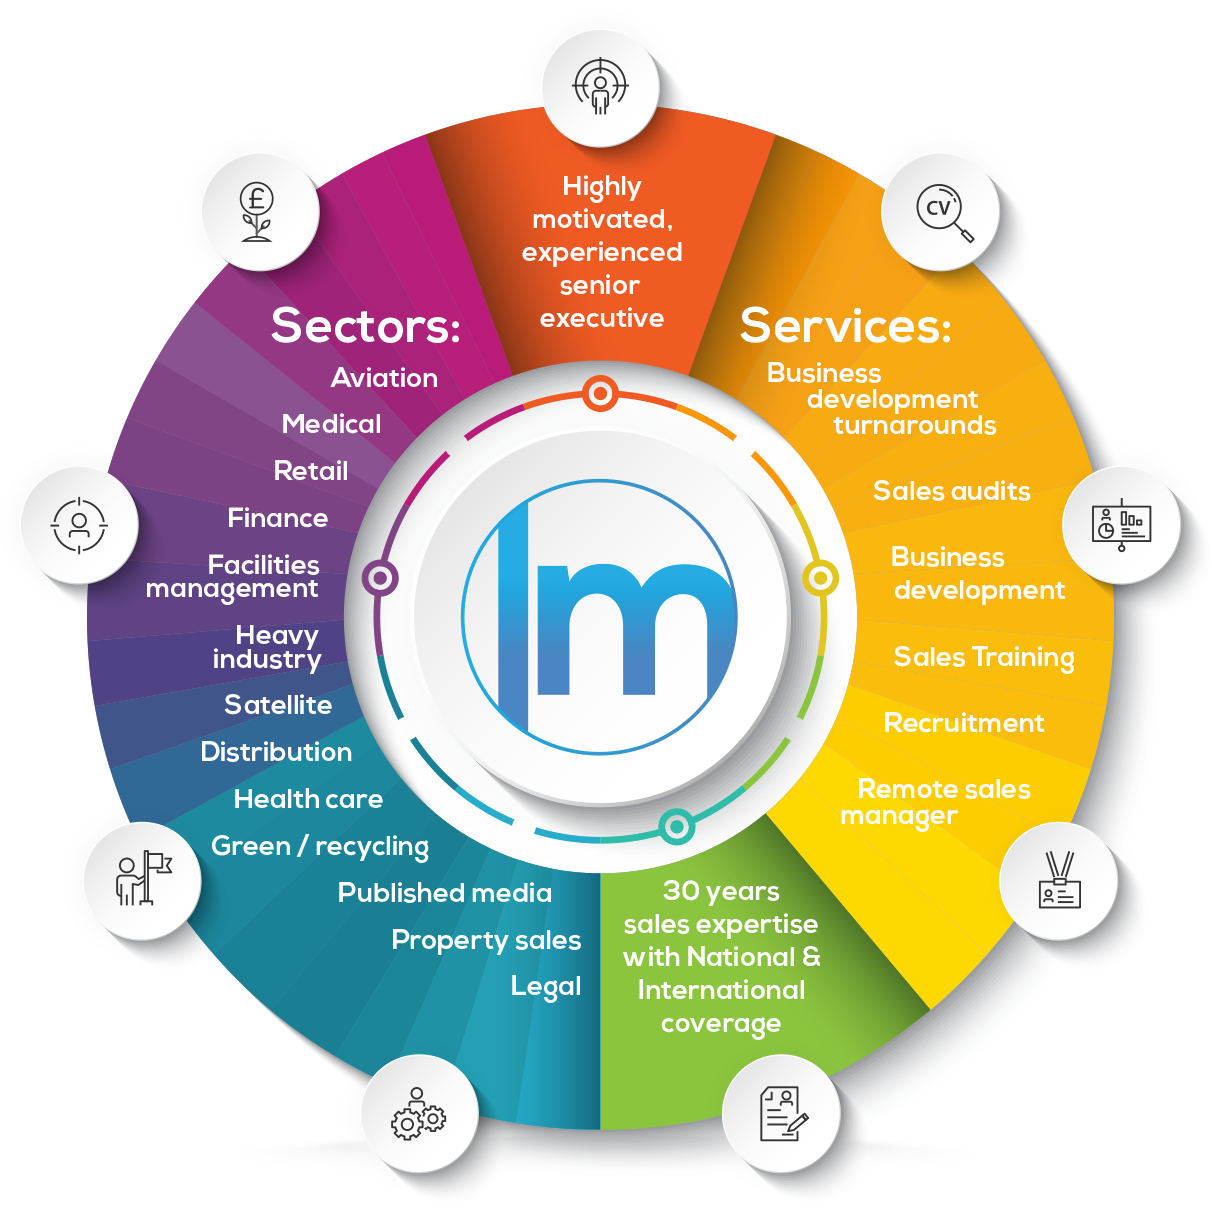 Highly
motivated,
experienced
senior
executive
£
CV
Sectors:
Aviation
Medical
Retail
Finance
Facilities
management
Heavy
industry
Satellite
Distribution
Health care
Green / recycling
Published media
Property sales
Legal
Services:
Business
development
turnarounds
Sales audits
Business
development
Sales Training
Recruitment
Remote sales
manager
30 years
sales expertise
with National &
International
coverage
lm